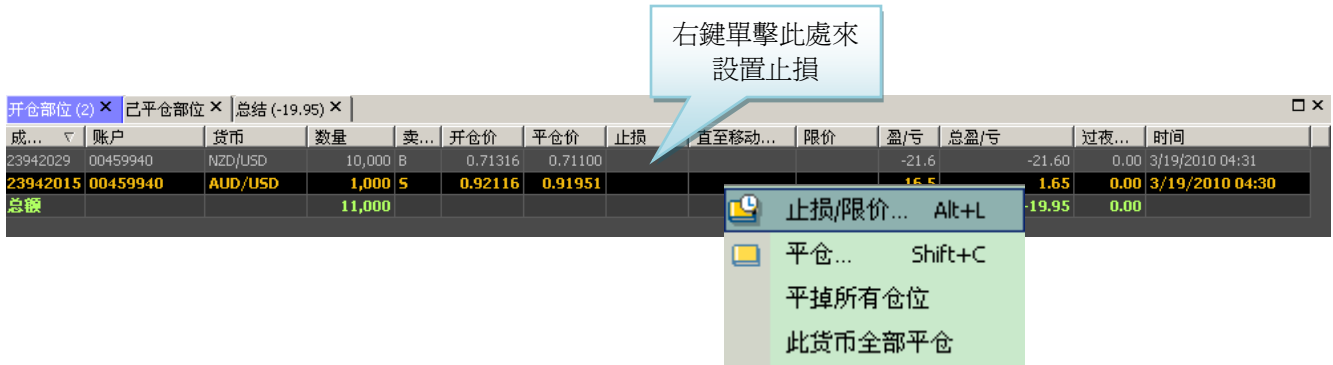 右鍵單擊此處來
設置止損
开仓部位 (2) ✕ 己平仓部位 ✕ 总结 (-19.95) ✕
成... 账户 货币 数量 卖... 开仓价 平仓价 止损 直至移动... 限价 盈/亏 总盈/亏 过夜... 时间
23942029 00459940 NZD/USD 10,000 B 0.71316 0.71100 -21.6 -21.60 0.00 3/19/2010 04:31
23942015 00459940 AUD/USD 1,000 S 0.92116 0.91951 16.5 1.65 0.00 3/19/2010 04:30
总额 11,000 -19.95 0.00
止损/限价... Alt+L
平仓... Shift+C
平掉所有仓位
此货币全部平仓